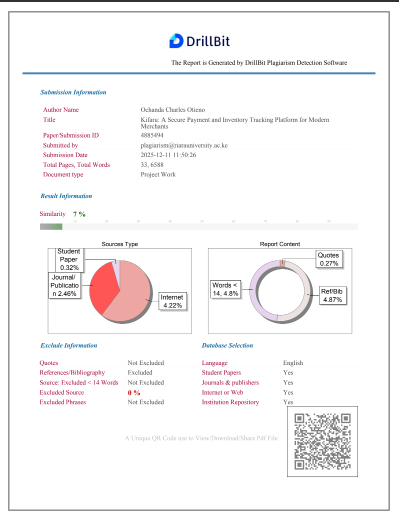 DrillBit
The Report is Generated by DrillBit Plagiarism Detection Software
Submission Information
Author Name Ochanda Charles Otieno
Title Kifaru: A Secure Payment and Inventory Tracking Platform for Modern
Merchants
Paper/Submission ID 4885494
Submitted by plagiarism@tharauniversity.ac.ke
Submission Date 2025-12-11 11:50:26
Total Pages, Total Words 33, 6588
Document type Project Work
Result Information
Similarity 7 %
Sources Type
Student
Paper
0.32%
Journal/
Publicatio
n 2.46%
Internet
4.22%
Report Content
Quotes
0.27%
Words <
14, 4.8%
Ref/Bib
4.87%
Exclude Information
Quotes Not Excluded
References/Bibliography Excluded
Source: Excluded < 14 Words Not Excluded
Excluded Source 0 %
Excluded Phrases Not Excluded
Database Selection
Language English
Student Papers Yes
Journals & publishers Yes
Internet or Web Yes
Institution Repository Yes
A Unique QR Code use to View/Download/Share Pdf File